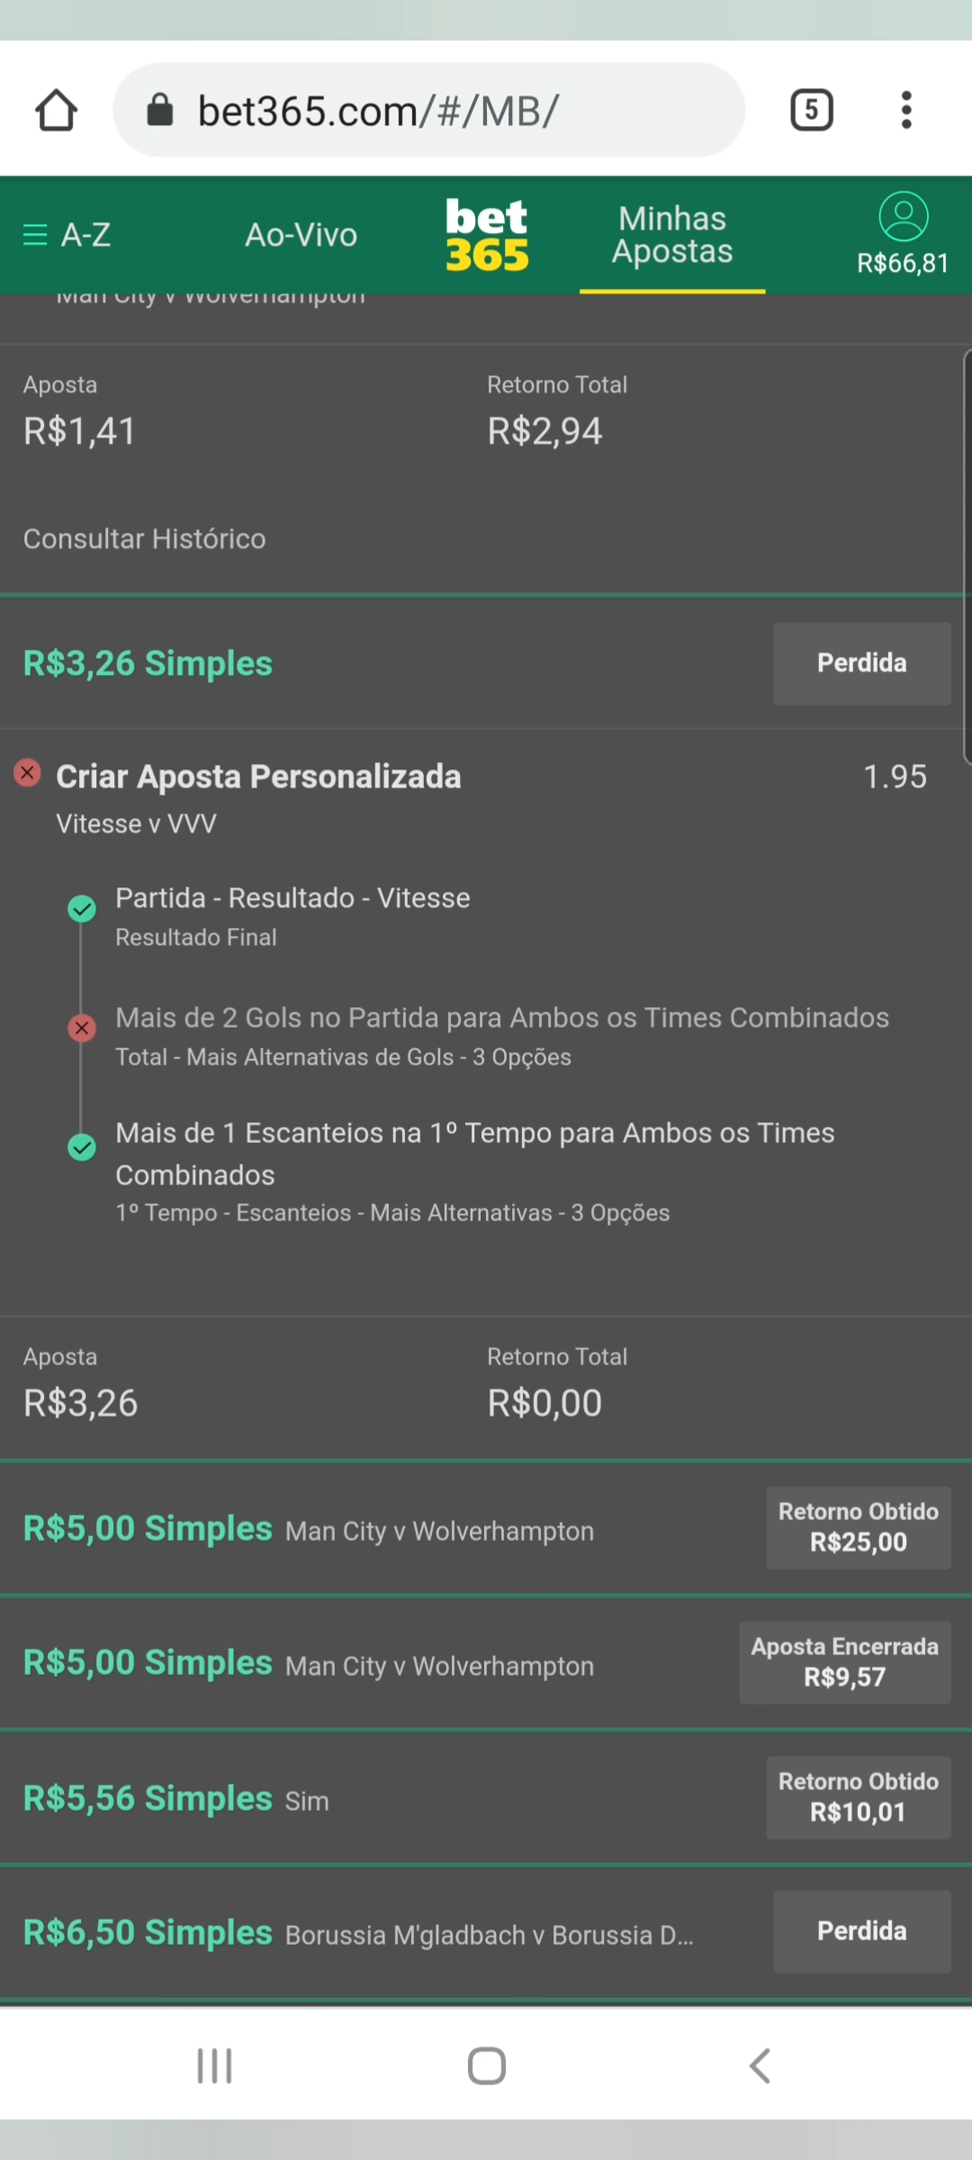 bet365.com/#/MB/
5
A-Z
Ao-Vivo
bet
365
Minhas
Apostas
R$66,81
Man City v Wolverhampton
Aposta
Retorno Total
R$1,41
R$2,94
Consultar Histórico
R$3,26 Simples
Perdida
Criar Aposta Personalizada
1.95
Vitesse v VVV
Partida - Resultado - Vitesse
Resultado Final
Mais de 2 Gols no Partida para Ambos os Times Combinados
Total - Mais Alternativas de Gols - 3 Opções
Mais de 1 Escanteios na 1º Tempo para Ambos os Times
Combinados
1º Tempo - Escanteios - Mais Alternativas - 3 Opções
Aposta
Retorno Total
R$3,26
R$0,00
R$5,00 Simples Man City v Wolverhampton
Retorno Obtido
R$25,00
R$5,00 Simples Man City v Wolverhampton
Aposta Encerrada
R$9,57
R$5,56 Simples Sim
Retorno Obtido
R$10,01
R$6,50 Simples Borussia M'gladbach v Borussia D...
Perdida